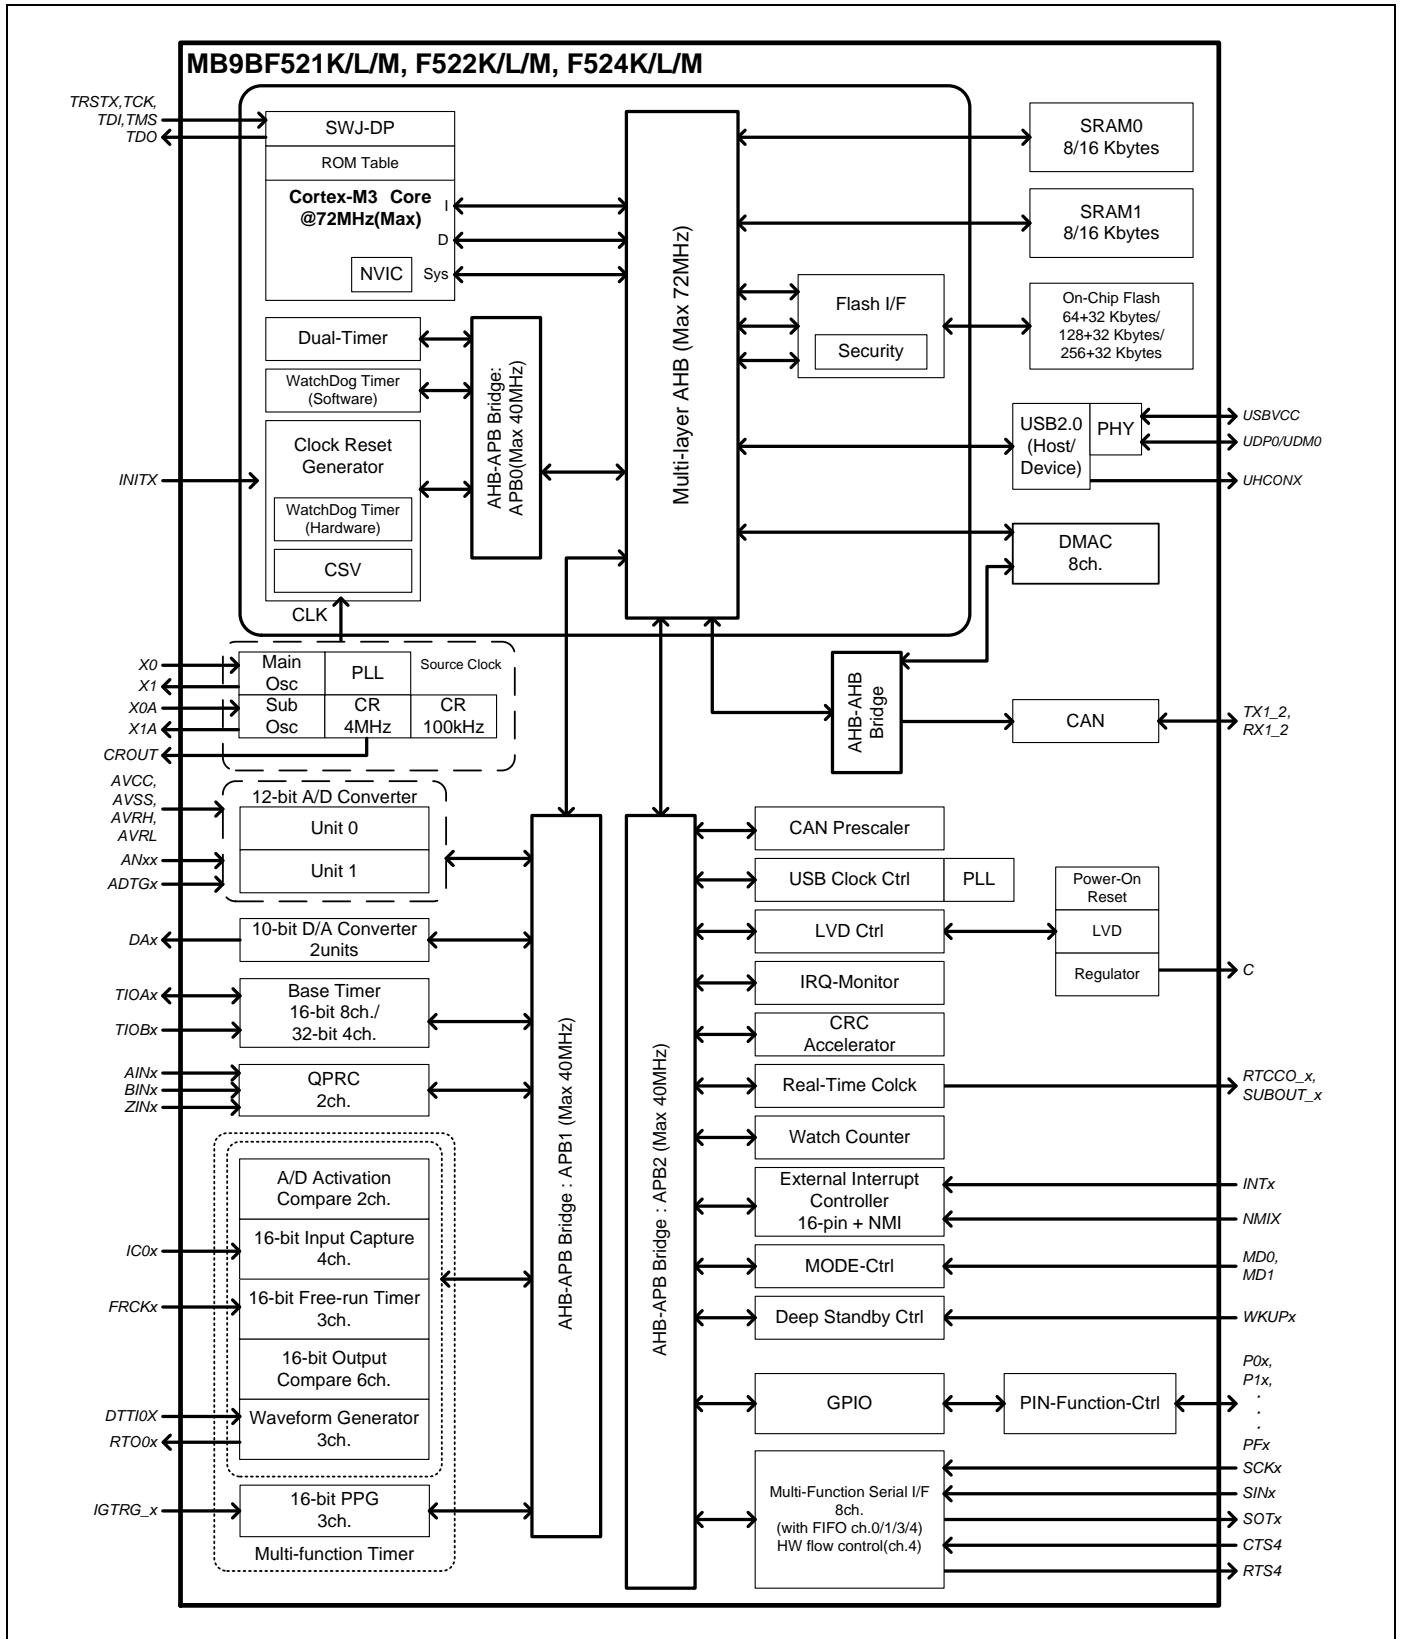 MB9BF521K/L/M, F522K/L/M, F524K/L/M
TRSTX,TCK,
TDI,TMS
TDO
SWJ-DP
ROM Table
Cortex-M3 Core
@72MHz(Max)
I
D
Sys
NVIC
Dual-Timer
WatchDog Timer
(Software)
Clock Reset
Generator
WatchDog Timer
(Hardware)
CSV
INITX
AHB-APB Bridge:
APB0(Max 40MHz)
Multi-layer AHB (Max 72MHz)
SRAM0
8/16 Kbytes
SRAM1
8/16 Kbytes
Flash I/F
Security
On-Chip Flash
64+32 Kbytes/
128+32 Kbytes/
256+32 Kbytes
USB2.0
(Host/
Device)
PHY
USBVCC
UDP0/UDM0
UHCONX
DMAC
8ch.
CLK
X0
X1
X0A
X1A
CROUT
Main
Osc
PLL
Source Clock
Sub
Osc
CR
4MHz
CR
100kHz
AHB-AHB
Bridge
CAN
TX1_2,
RX1_2
AVCC,
AVSS,
AVRH,
AVRL
ANxx
ADTGx
12-bit A/D Converter
Unit 0
Unit 1
DAx
10-bit D/A Converter
2units
TIOAx
TIOBx
Base Timer
16-bit 8ch./
32-bit 4ch.
AINx
BINx
ZINx
QPRC
2ch.
A/D Activation
Compare 2ch.
IC0x
16-bit Input Capture
4ch.
FRCKx
16-bit Free-run Timer
3ch.
16-bit Output
Compare 6ch.
DTTI0X
RTO0x
Waveform Generator
3ch.
IGTRG_x
16-bit PPG
3ch.
Multi-function Timer
AHB-APB Bridge : APB1 (Max 40MHz)
AHB-APB Bridge : APB2 (Max 40MHz)
CAN Prescaler
USB Clock Ctrl
PLL
LVD Ctrl
Power-On
Reset
LVD
Regulator
C
IRQ-Monitor
CRC
Accelerator
Real-Time Colck
RTCCO_x,
SUBOUT_x
Watch Counter
External Interrupt
Controller
16-pin + NMI
INTx
NMIX
MODE-Ctrl
MD0,
MD1
Deep Standby Ctrl
WKUPx
GPIO
PIN-Function-Ctrl
P0x,
P1x,
.
.
.
PFx
Multi-Function Serial I/F
8ch.
(with FIFO ch.0/1/3/4)
HW flow control(ch.4)
SCKx
SINx
SOTx
CTS4
RTS4